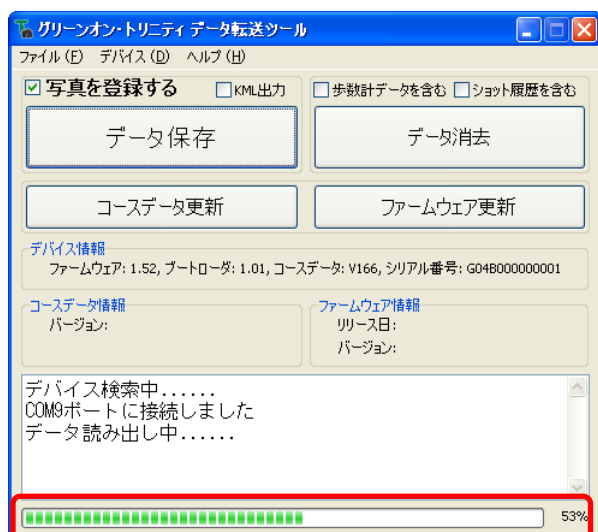 グリーンオン・トリニティ データ転送ツール
ファイル(F) デバイス(D) ヘルプ(H)
写真を登録する KML出力 歩数計データを含む ショット履歴を含む
データ保存 データ消去
コースデータ更新 ファームウェア更新
デバイス情報
ファームウェア: 1.52, ブートローダ: 1.01, コースデータ: V166, シリアル番号: G04B000000001
コースデータ情報 ファームウェア情報
バージョン: リリース日:
バージョン:
デバイス検索中......
COM9ポートに接続しました
データ読み出し中......
53%